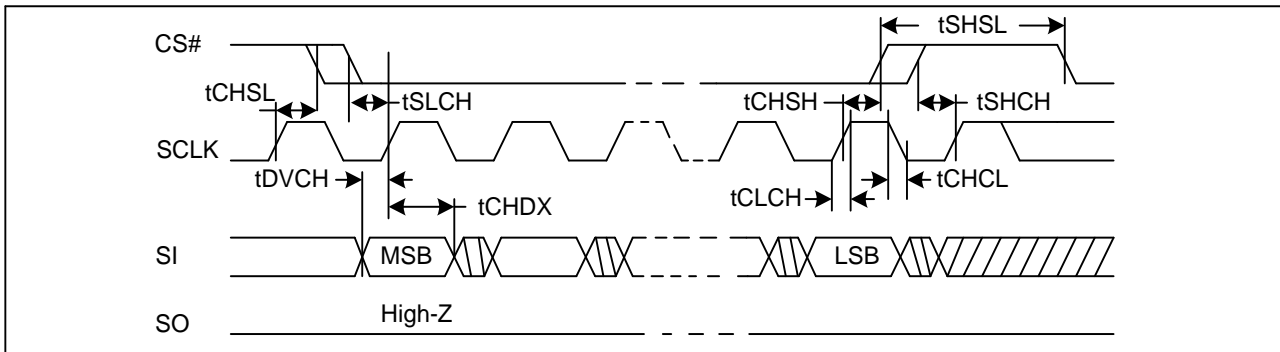 CS#
tSHSL
tCHSL
tSLCH
tCHSH
tSHCH
SCLK
tDVCH
tCHDX
tCLCH
tCHCL
SI
MSB
LSB
SO
High-Z